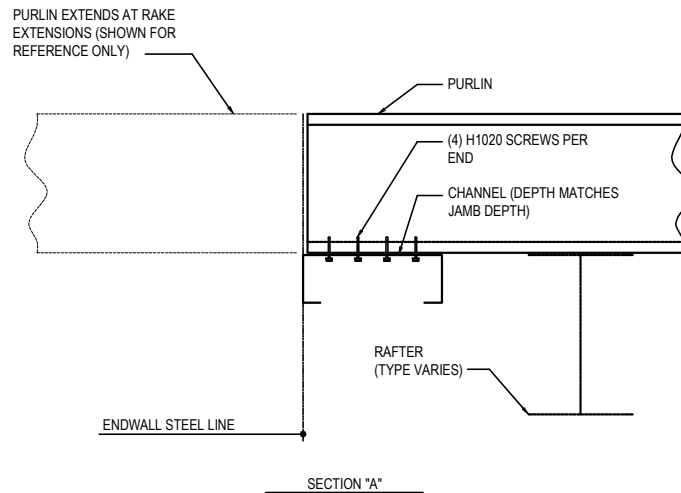 PURLIN EXTENDS AT RAKE
EXTENSIONS (SHOWN FOR
REFERENCE ONLY)
PURLIN
(4) H1020 SCREWS PER
END
CHANNEL (DEPTH MATCHES
JAMB DEPTH)
RAFTER
(TYPE VARIES)
ENDWALL STEEL LINE
SECTION "A"